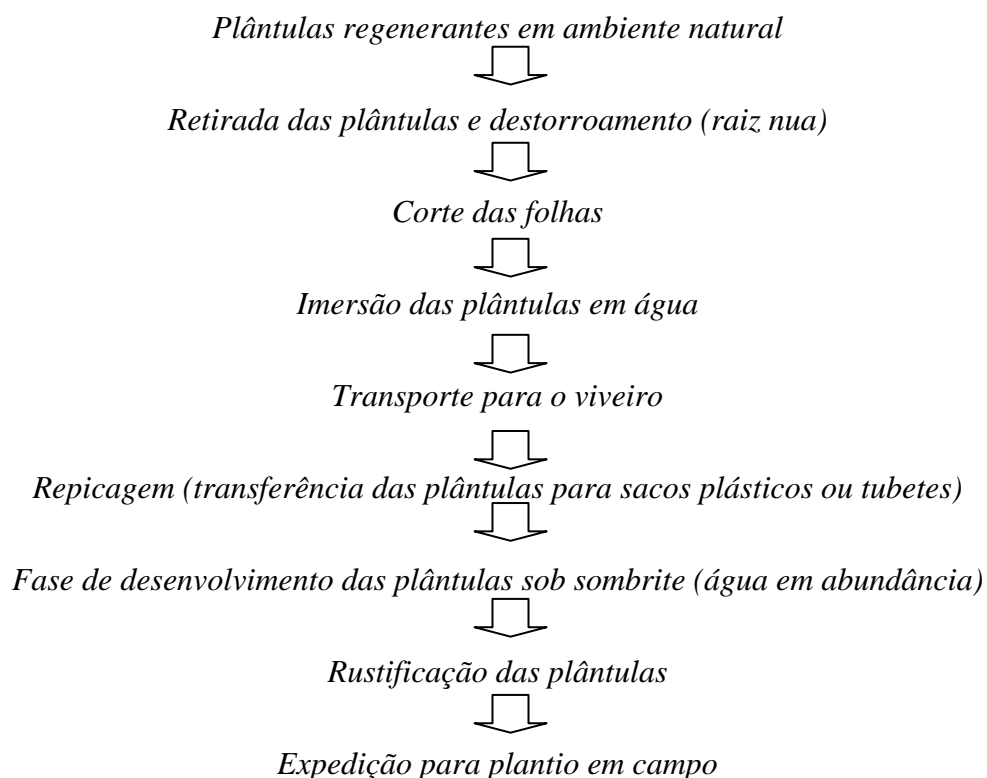 Plântulas regenerantes em ambiente natural
Retirada das plântulas e destorroamento (raiz nua)
Corte das folhas
Imersão das plântulas em água
Transporte para o viveiro
Repicagem (transferência das plântulas para sacos plásticos ou tubetes)
Fase de desenvolvimento das plântulas sob sombrite (água em abundância)
Rustificação das plântulas
Expedição para plantio em campo